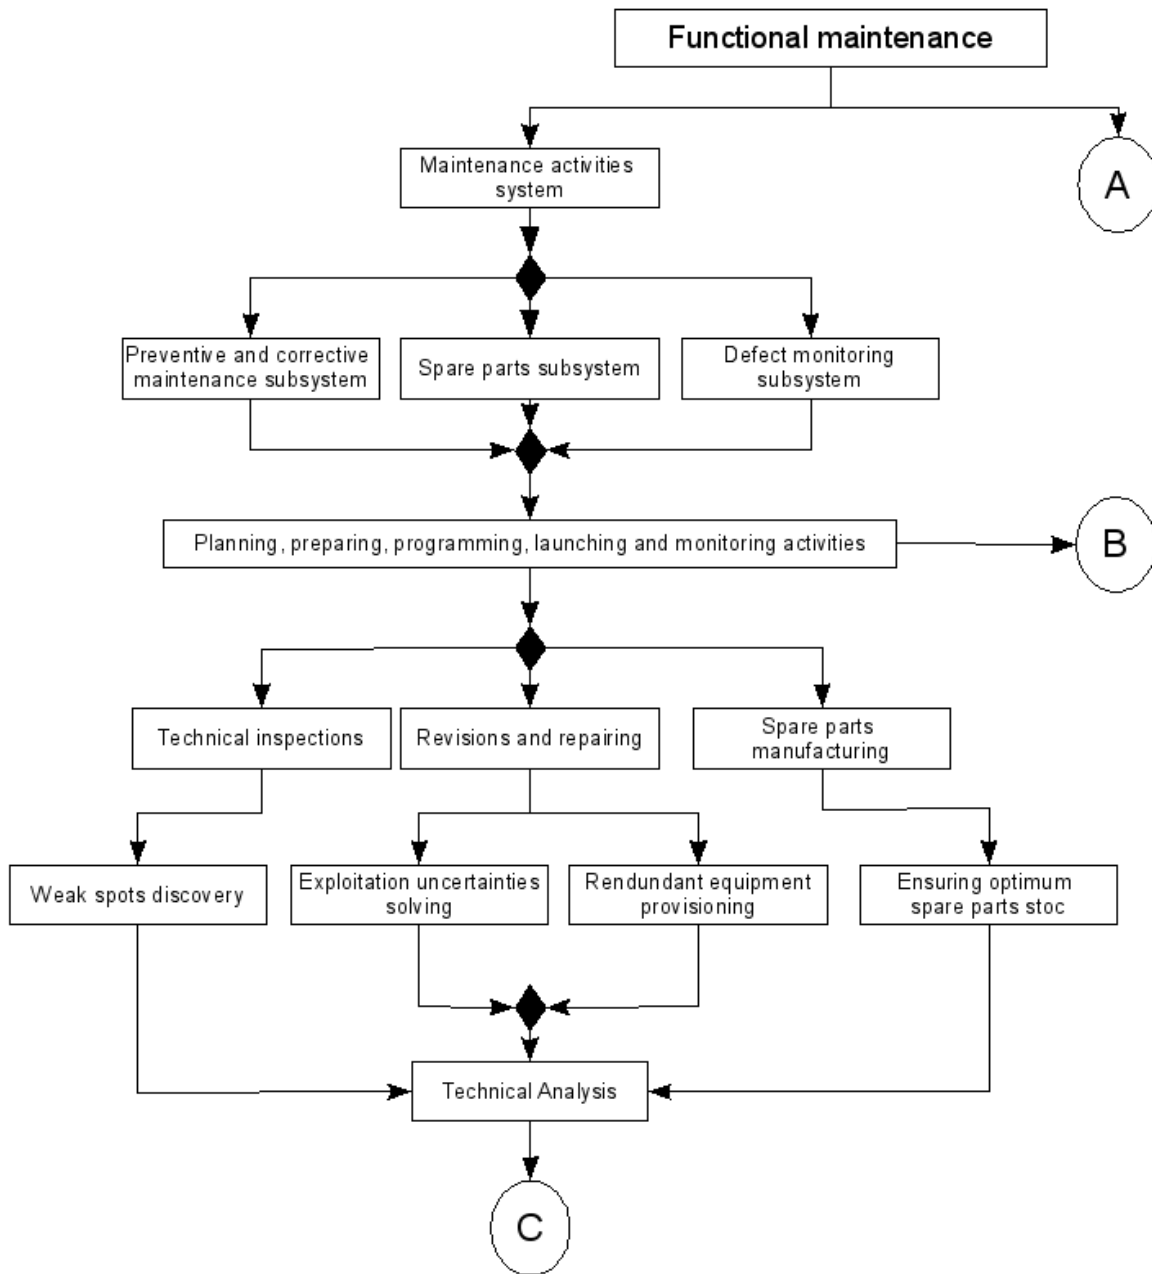 Functional maintenance
Maintenance activities
system
A
Preventive and corrective
maintenance subsystem
Spare parts subsystem
Defect monitoring
subsystem
Planning, preparing, programming, launching and monitoring activities
B
Technical inspections
Revisions and repairing
Spare parts
manufacturing
Weak spots discovery
Exploitation uncertainties
solving
Rendundant equipment
provisioning
Ensuring optimum
spare parts stoc
Technical Analysis
C